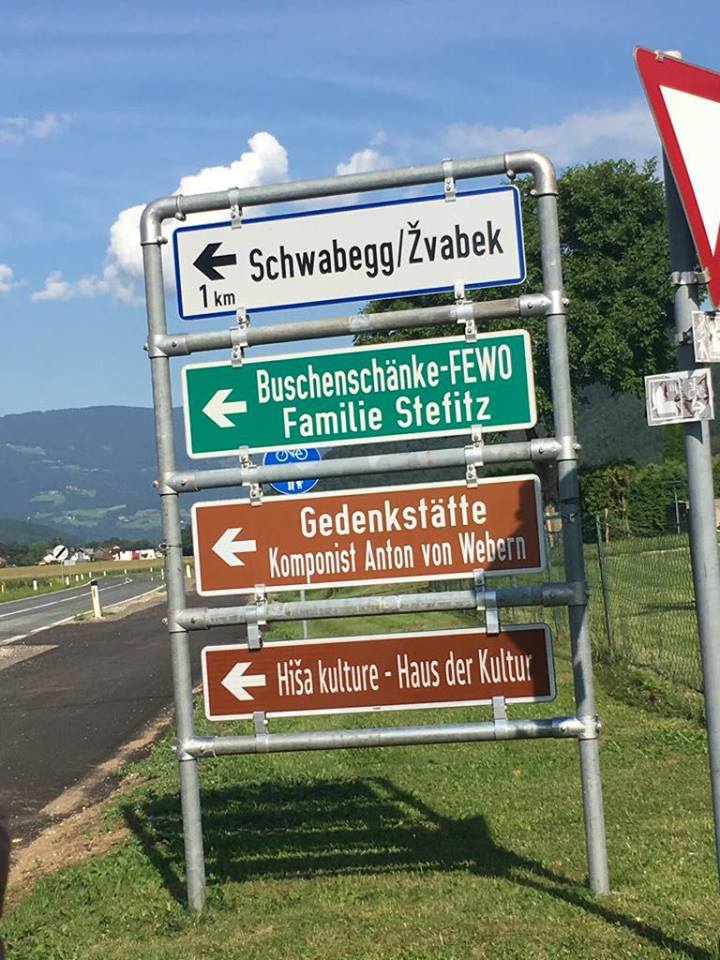 Schwabegg/Žvabek
1 km
Buschenschänke-FEWO
Familie Stefitz
Gedenkstätte
Komponist Anton von Webern
Hiša kulture - Haus der Kultur